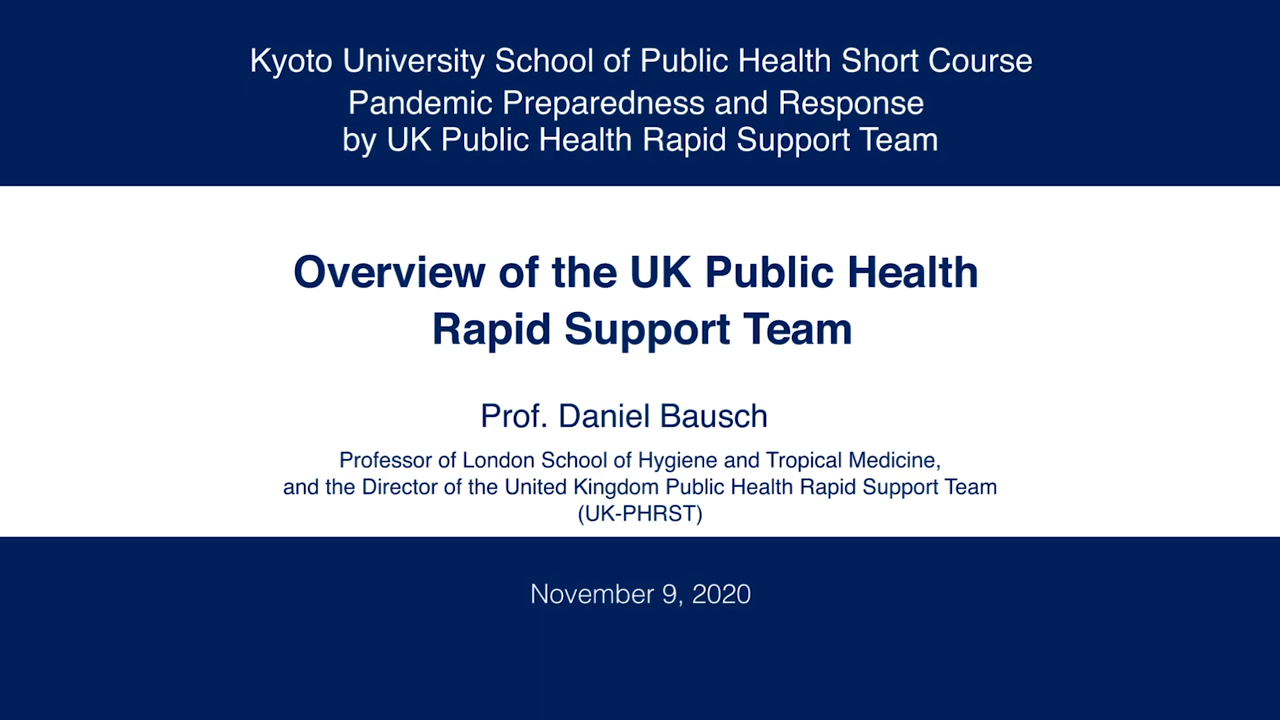 Kyoto University School of Public Health Short Course
Pandemic Preparedness and Response
by UK Public Health Rapid Support Team
Overview of the UK Public Health
Rapid Support Team
Prof. Daniel Bausch
Professor of London School of Hygiene and Tropical Medicine,
and the Director of the United Kingdom Public Health Rapid Support Team
(UK-PHRST)
November 9, 2020